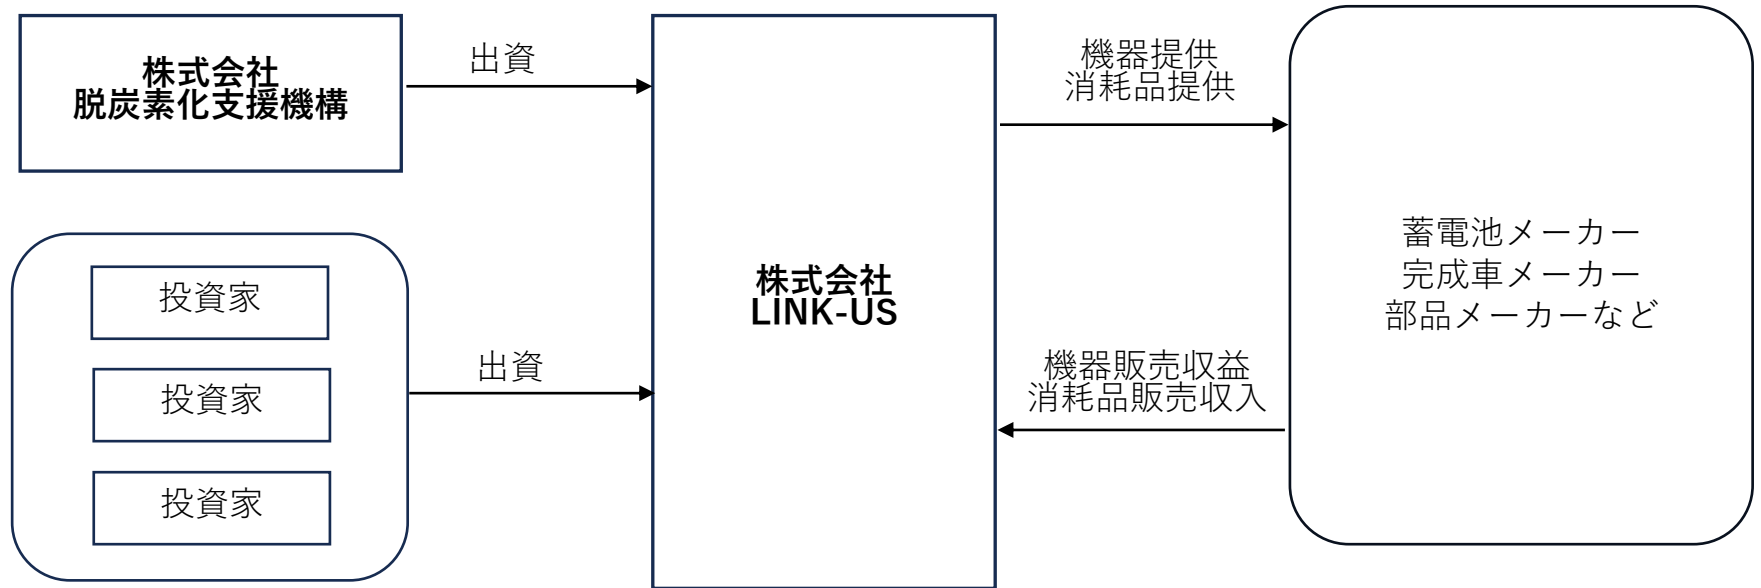 株式会社
脱炭素化支援機構
出資
投資家
投資家
投資家
出資
株式会社
LINK-US
機器提供
消耗品提供
機器販売収益
消耗品販売収入
蓄電池メーカー
完成車メーカー
部品メーカーなど